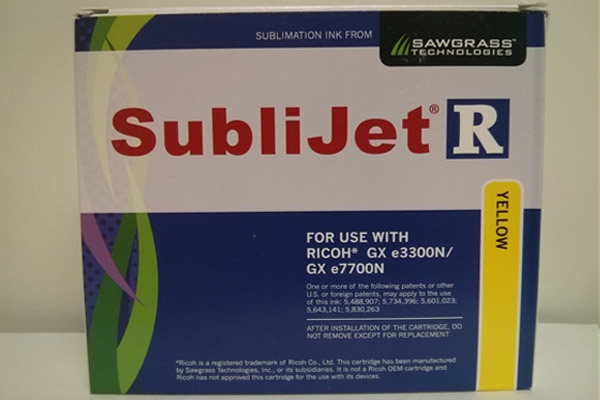 SUBLIMATION INK FROM
SAWGRASS™
TECHNOLOGIES
SubliJet® R
YELLOW
FOR USE WITH
RICOH* GX e3300N/
GX e7700N
One or more of the following patents or other
U.S. or foreign patents, may apply to the use
of this ink: 5,488,907; 5,734,396; 5,601,023;
5,643,141; 5,830,263
AFTER INSTALLATION OF THE CARTRIDGE, DO
NOT REMOVE EXCEPT FOR REPLACEMENT
*Ricoh is a registered trademark of Ricoh Co., Ltd. This cartridge has been manufactured
by Sawgrass Technologies, Inc., or its subsidiaries. It is not a Ricoh OEM cartridge and
Ricoh has not approved this cartridge for the use with its devices.